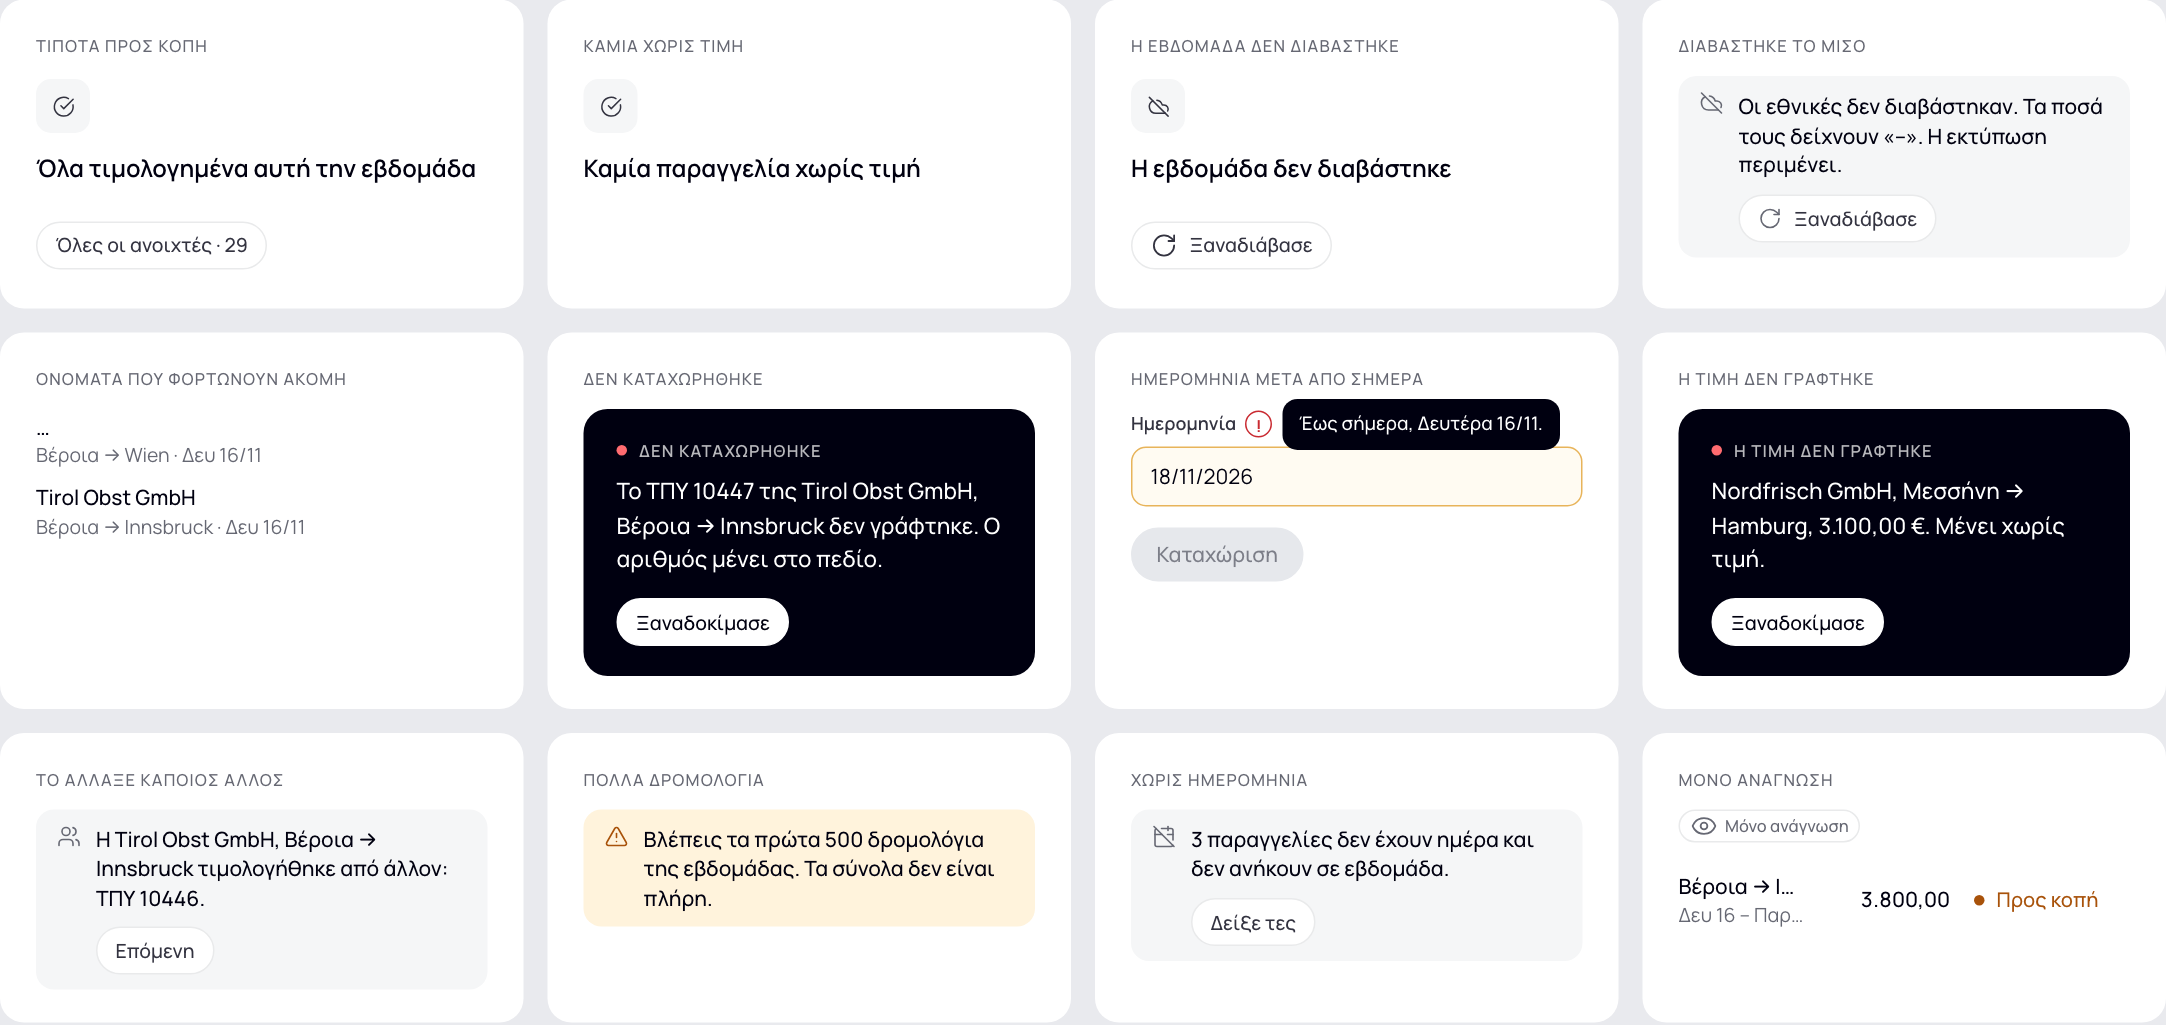 ΤΙΠΟΤΑ ΠΡΟΣ ΚΟΠΗ
Όλα τιμολογημένα αυτή την εβδομάδα
Όλες οι ανοιχτές · 29
ΚΑΜΙΑ ΧΩΡΙΣ ΤΙΜΗ
Καμία παραγγελία χωρίς τιμή
Η ΕΒΔΟΜΑΔΑ ΔΕΝ ΔΙΑΒΑΣΤΗΚΕ
Η εβδομάδα δεν διαβάστηκε
Ξαναδιάβασε
ΔΙΑΒΑΣΤΗΚΕ ΤΟ ΜΙΣΟ
Οι εθνικές δεν διαβάστηκαν. Τα ποσά
τους δείχνουν «–». Η εκτύπωση
περιμένει.
Ξαναδιάβασε
ΟΝΟΜΑΤΑ ΠΟΥ ΦΟΡΤΩΝΟΥΝ ΑΚΟΜΗ
…
Βέροια → Wien · Δευ 16/11
Tirol Obst GmbH
Βέροια → Innsbruck · Δευ 16/11
ΔΕΝ ΚΑΤΑΧΩΡΗΘΗΚΕ
ΔΕΝ ΚΑΤΑΧΩΡΗΘΗΚΕ
Το ΤΠΥ 10447 της Tirol Obst GmbH,
Βέροια → Innsbruck δεν γράφτηκε. Ο
αριθμός μένει στο πεδίο.
Ξαναδοκίμασε
ΗΜΕΡΟΜΗΝΙΑ ΜΕΤΑ ΑΠΟ ΣΗΜΕΡΑ
Ημερομηνία
Έως σήμερα, Δευτέρα 16/11.
18/11/2026
Καταχώριση
Η ΤΙΜΗ ΔΕΝ ΓΡΑΦΤΗΚΕ
Η ΤΙΜΗ ΔΕΝ ΓΡΑΦΤΗΚΕ
Nordfrisch GmbH, Μεσσήνη →
Hamburg, 3.100,00 €. Μένει χωρίς
τιμή.
Ξαναδοκίμασε
ΤΟ ΑΛΛΑΞΕ ΚΑΠΟΙΟΣ ΑΛΛΟΣ
Η Tirol Obst GmbH, Βέροια →
Innsbruck τιμολογήθηκε από άλλον:
ΤΠΥ 10446.
Επόμενη
ΠΟΛΛΑ ΔΡΟΜΟΛΟΓΙΑ
Βλέπεις τα πρώτα 500 δρομολόγια
της εβδομάδας. Τα σύνολα δεν είναι
πλήρη.
ΧΩΡΙΣ ΗΜΕΡΟΜΗΝΙΑ
3 παραγγελίες δεν έχουν ημέρα και
δεν ανήκουν σε εβδομάδα.
Δείξε τες
ΜΟΝΟ ΑΝΑΓΝΩΣΗ
Μόνο ανάγνωση
Βέροια → I…
Δευ 16 – Παρ…
3.800,00
Προς κοπή